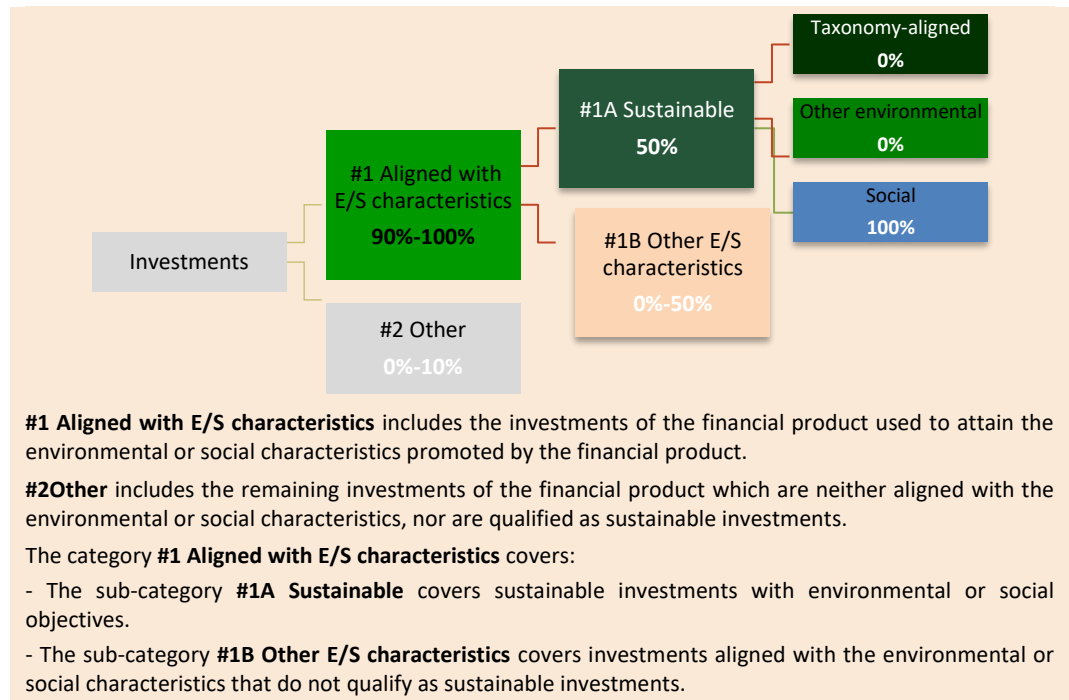 Taxonomy-aligned
0%
#1A Sustainable
50%
Other environmental
0%
#1 Aligned with
E/S characteristics
90%-100%
Social
100%
#1B Other E/S
characteristics
0%-50%
Investments
#2 Other
0%-10%
#1 Aligned with E/S characteristics includes the investments of the financial product used to attain the
environmental or social characteristics promoted by the financial product.
#2Other includes the remaining investments of the financial product which are neither aligned with the
environmental or social characteristics, nor are qualified as sustainable investments.
The category #1 Aligned with E/S characteristics covers:
- The sub-category #1A Sustainable covers sustainable investments with environmental or social
objectives.
- The sub-category #1B Other E/S characteristics covers investments aligned with the environmental or
social characteristics that do not qualify as sustainable investments.